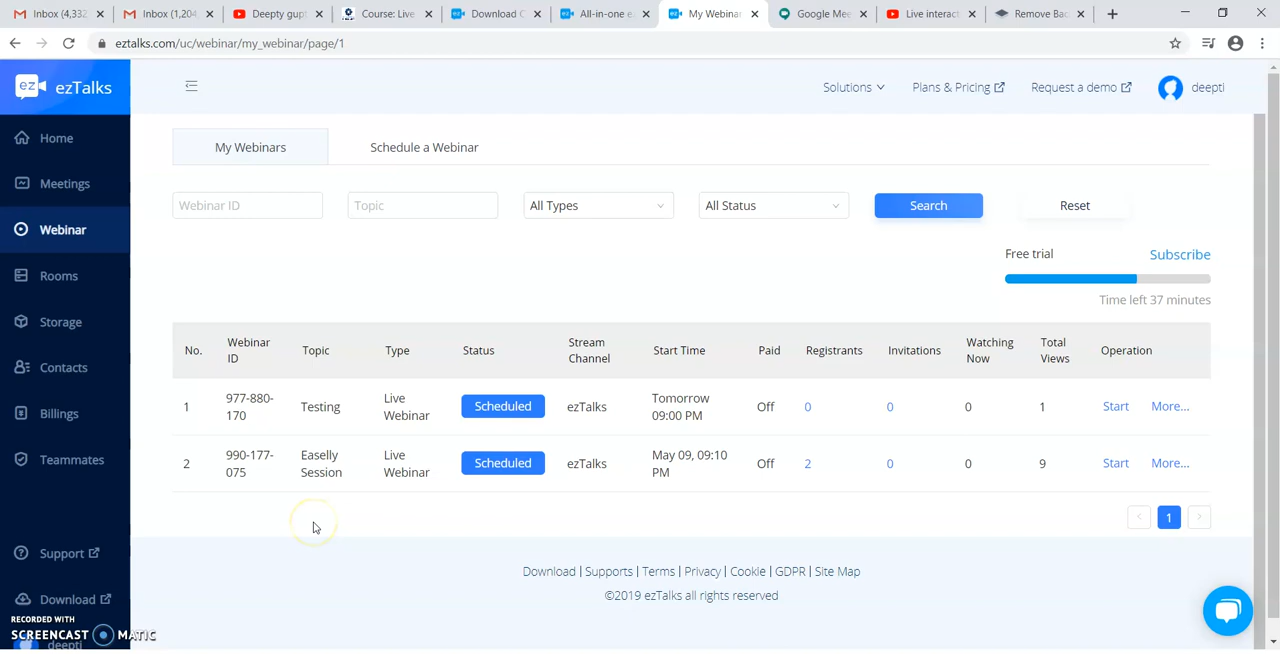 Inbox (4,332
Inbox (1,204
Deepty gupt
Course: Live
Download C
All-in-one e
My Webinar
Google Mee
Live interact
Remove Bac
eztalks.com/uc/webinar/my_webinar/page/1
ez ezTalks
Solutions
Plans & Pricing
Request a demo
deepti
Home
Meetings
Webinar
Rooms
Storage
Contacts
Billings
Teammates
Support
Download
deepti
RECORDED WITH
SCREENCAST MATIC
My Webinars
Schedule a Webinar
Webinar ID
Topic
All Types
All Status
Search
Reset
Free trial
Subscribe
Time left 37 minutes
No. Webinar ID Topic Type Status Stream Channel Start Time Paid Registrants Invitations Watching Now Total Views Operation
1 977-880-170 Testing Live Webinar Scheduled ezTalks Tomorrow 09:00 PM Off 0 0 0 1 Start More...
2 990-177-075 Easelly Session Live Webinar Scheduled ezTalks May 09, 09:10 PM Off 2 0 0 9 Start More...
< 1 >
Download | Supports | Terms | Privacy | Cookie | GDPR | Site Map
©2019 ezTalks all rights reserved